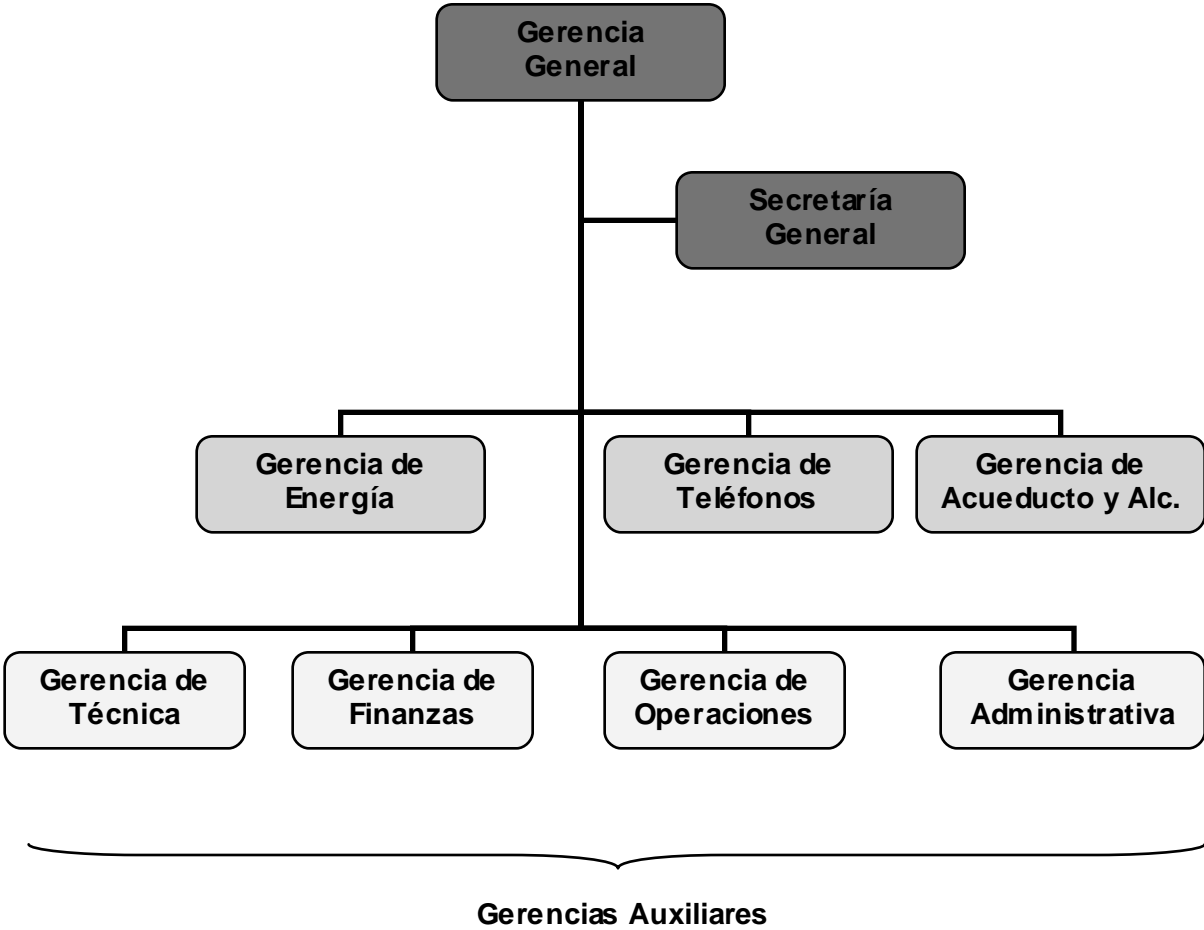 Gerencia
General
Secretaría
General
Gerencia de
Energía
Gerencia de
Teléfonos
Gerencia de
Acueducto y Alc.
Gerencia de
Técnica
Gerencia de
Finanzas
Gerencia de
Operaciones
Gerencia
Administrativa
Gerencias Auxiliares